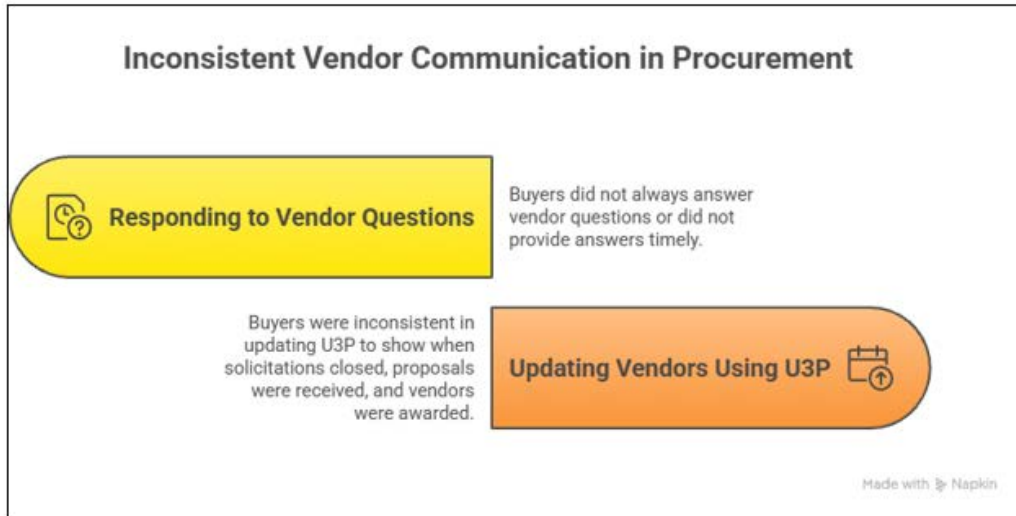 Inconsistent Vendor Communication in Procurement
Responding to Vendor Questions
Buyers did not always answer
vendor questions or did not
provide answers timely.
Buyers were inconsistent in
updating U3P to show when
solicitations closed, proposals
were received, and vendors
were awarded.
Updating Vendors Using U3P
Made with Napkin